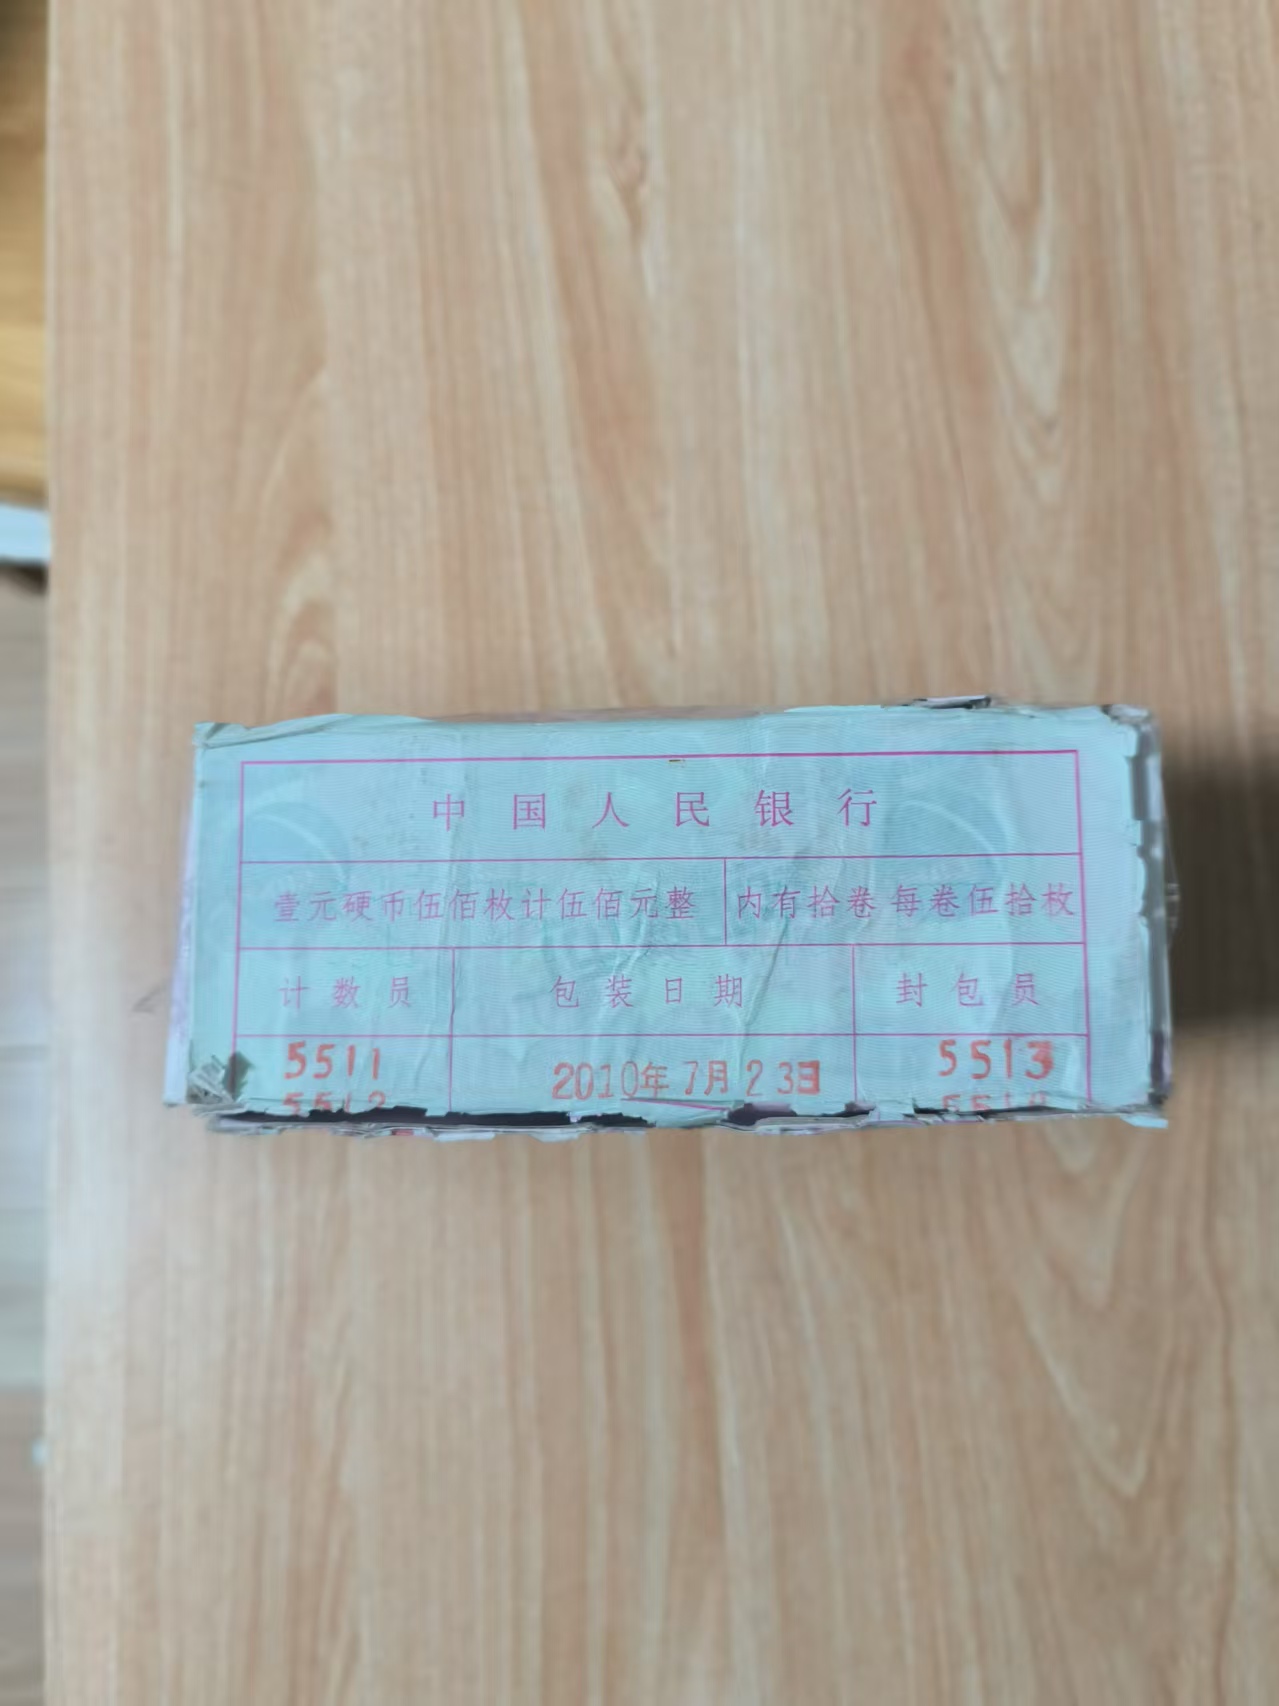 中国人民银行
壹元硬币伍佰枚计伍佰元整 内有拾卷 每卷伍拾枚
计数员 包装日期 封包员
5511 2010年7月23日 5513
5512